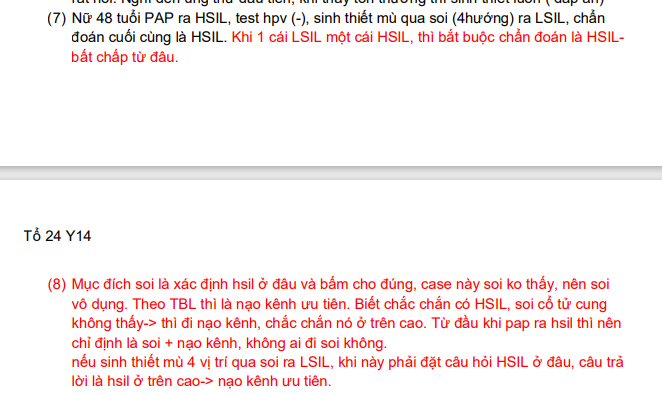 (7) Nữ 48 tuổi PAP ra HSIL, test hpv (-), sinh thiết mù qua soi (4hướng) ra LSIL, chẩn
đoán cuối cùng là HSIL. Khi 1 cái LSIL một cái HSIL, thì bắt buộc chẩn đoán là HSIL-
bất chấp từ đâu.
Tổ 24 Y14
(8) Mục đích soi là xác định hsil ở đâu và bấm cho đúng, case này soi ko thấy, nên soi
vô dụng. Theo TBL thì là nạo kênh ưu tiên. Biết chắc chắn có HSIL, soi cổ tử cung
không thấy-> thì đi nạo kênh, chắc chắn nó ở trên cao. Từ đầu khi pap ra hsil thì nên
chỉ định là soi + nạo kênh, không ai đi soi không.
nếu sinh thiết mù 4 vị trí qua soi ra LSIL, khi này phải đặt câu hỏi HSIL ở đâu, câu trả
lời là hsil ở trên cao-> nạo kênh ưu tiên.